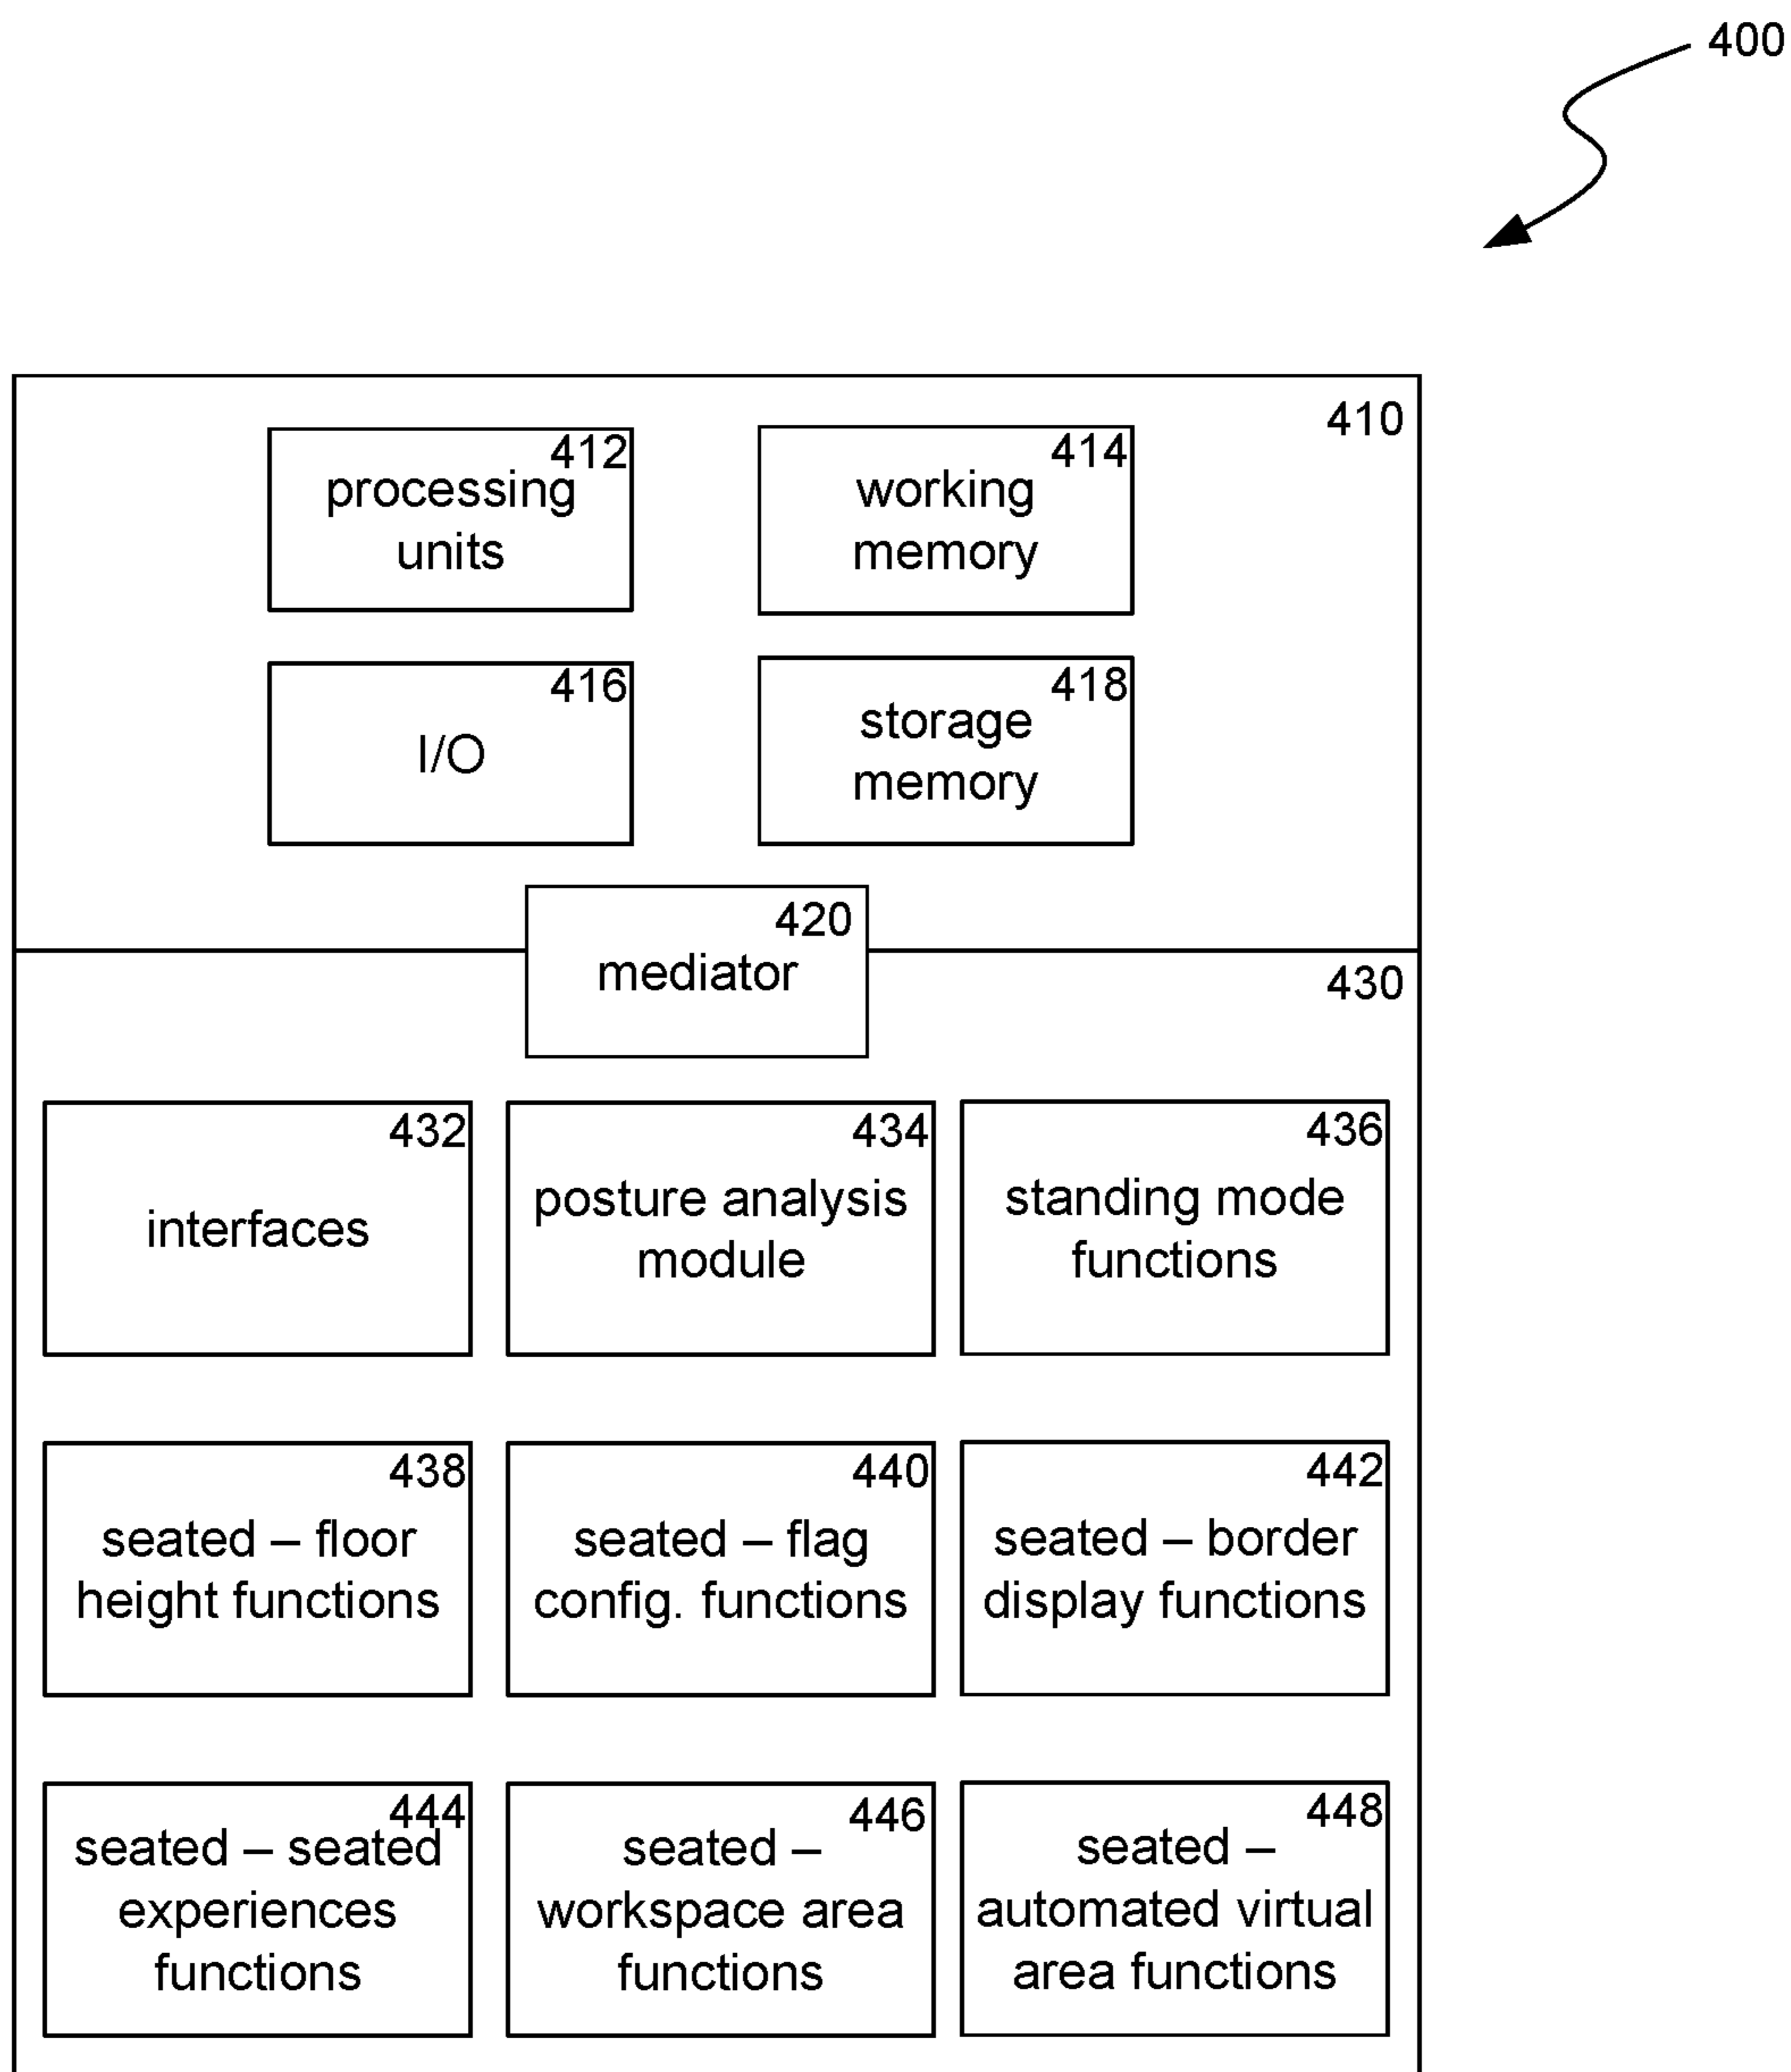 400
410
412
processing
units
414
working
memory
416
I/O
418
storage
memory
420
mediator
430
432
interfaces
434
posture analysis
module
436
standing mode
functions
438
seated – floor
height functions
440
seated – flag
config. functions
442
seated – border
display functions
444
seated – seated
experiences
functions
446
seated –
workspace area
functions
448
seated –
automated virtual
area functions